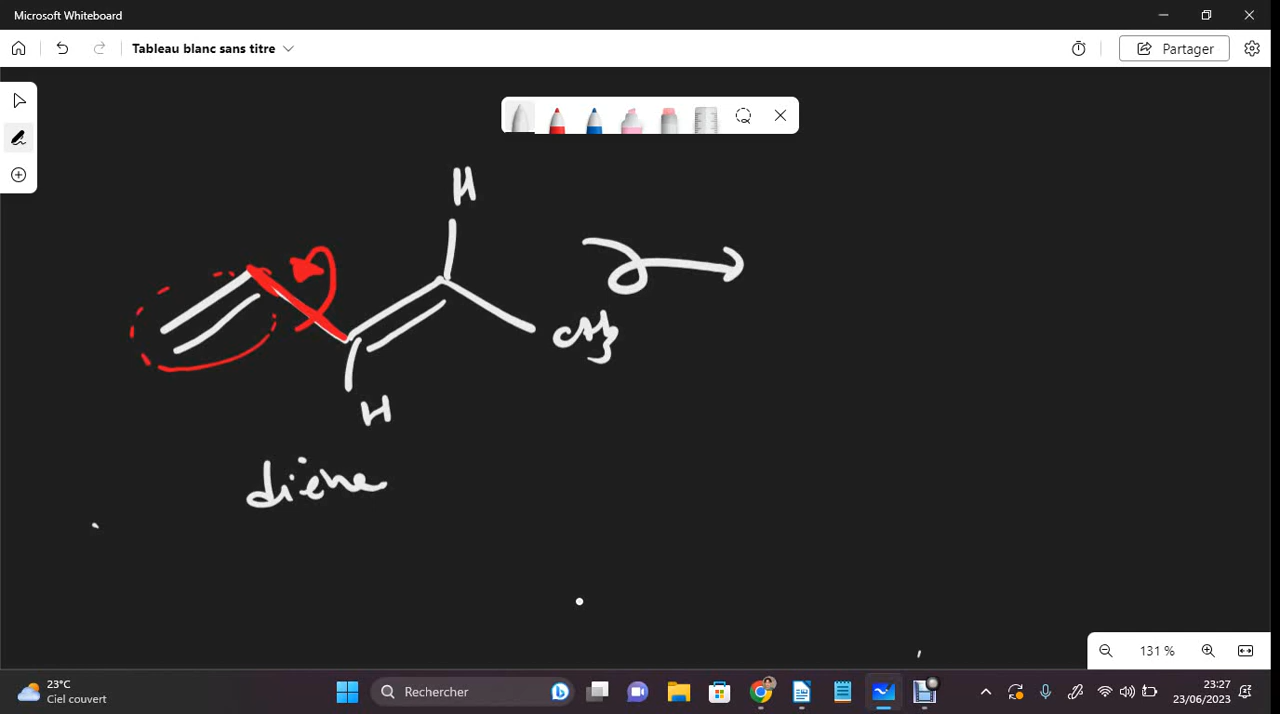 Microsoft Whiteboard
Tableau blanc sans titre
Partager
H
CH3
H
diène
131 %
23°C
Ciel couvert
Rechercher
23:27
23/06/2023